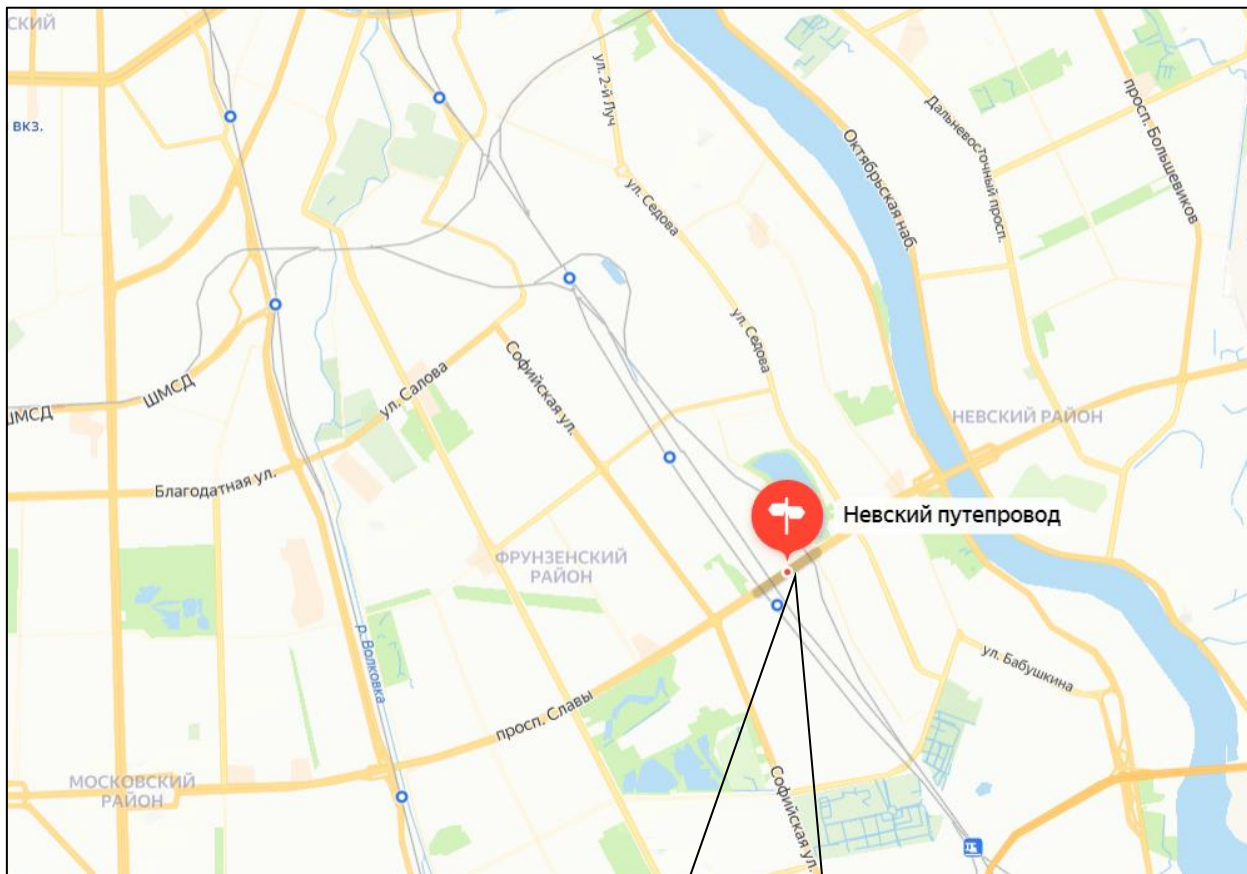 СКИЙ
вкз.
ул. 2-й Луч
ул. Седова
Октябрьская наб.
Дальневосточный просп.
просп. Большевиков
ул. Седова
ШМСД
ШМСД
ул. Салова
Софийская ул.
Благодатная ул.
НЕВСКИЙ РАЙОН
Невский путепровод
ФРУНЗЕНСКИЙ
РАЙОН
р. Волковка
просп. Славы
ул. Бабушкина
МОСКОВСКИЙ
РАЙОН
Софийская ул.